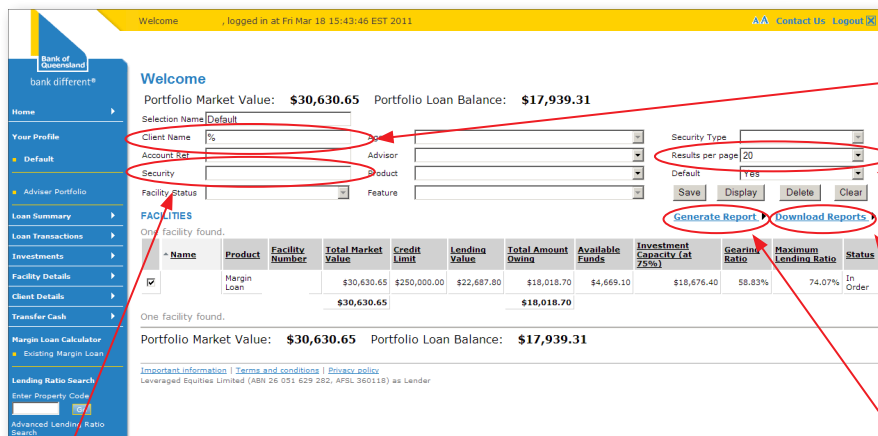 Welcome , logged in at Fri Mar 18 15:43:46 EST 2011
AA Contact Us Logout
Bank of
Queensland
bank different®
Home
Your Profile
Default
Adviser Portfolio
Loan Summary
Loan Transactions
Investments
Facility Details
Client Details
Transfer Cash
Margin Loan Calculator
Existing Margin Loan
Lending Ratio Search
Enter Property Code
Go
Advanced Lending Ratio
Search
Welcome
Portfolio Market Value: $30,630.65 Portfolio Loan Balance: $17,939.31
Selection Name Default
Client Name %
Account Ref Advisor Results per page 20
Security Product Default Yes
Facility Status Feature Save Display Delete Clear
Security Type
FACILITIES Generate Report Download Reports
One facility found.
Name Product Facility Number Total Market Value Credit Limit Lending Value Total Amount Owing Available Funds Investment Capacity (at 75%) Gearing Ratio Maximum Lending Ratio Status
Margin Loan $30,630.65 $250,000.00 $22,687.80 $18,018.70 $4,669.10 $18,676.40 58.83% 74.07% In Order
$30,630.65 $18,018.70
One facility found.
Portfolio Market Value: $30,630.65 Portfolio Loan Balance: $17,939.31
Important information | Terms and conditions | Privacy policy
Leveraged Equities Limited (ABN 26 051 629 282, AFSL 360118) as Lender